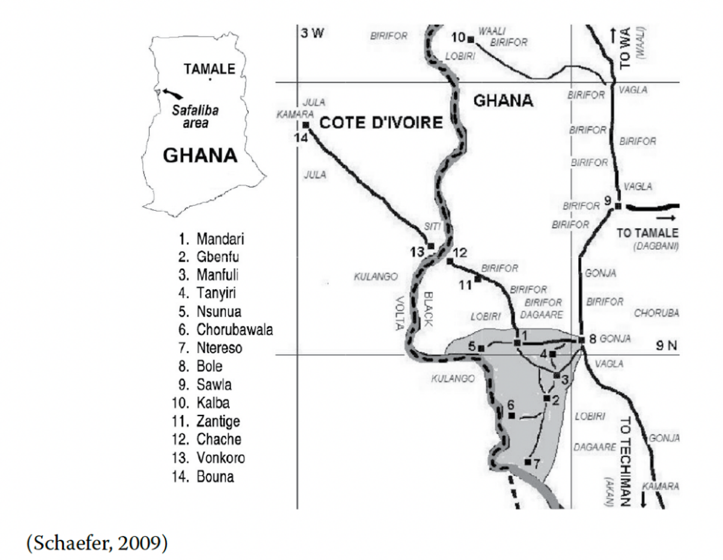 TAMALE
Safaliba
area
GHANA
1. Mandari
2. Gbenfu
3. Manfuli
4. Tanyiri
5. Nsunua
6. Chorubawala
7. Ntereso
8. Bole
9. Sawla
10. Kalba
11. Zantige
12. Chache
13. Vonkoro
14. Bouna
3 W
BIRIFOR
10
WAALI
BIRIFOR
LOBIRI
TO WA
(WAALI)
GHANA
BIRIFOR
VAGLA
JULA
KAMARA
14
COTE D'IVOIRE
BIRIFOR
BIRIFOR
BIRIFOR
JULA
VAGLA
BIRIFOR
9
BIRIFOR
TO TAMALE
(DAGBANI)
SITI
13
12
KULANGO
11
BIRIFOR
GONJA
BIRIFOR
BIRIFOR
BIRIFOR
CHORUBA
BLACK
VOLTA
LOBIRI
DAGAARE
1
8
GONJA
9 N
5
4
VAGLA
KULANGO
3
2
6
LOBIRI
TO TECHIMAN
(AKAN)
GONJA
DAGAARE
7
KAMARA
(Schaefer, 2009)